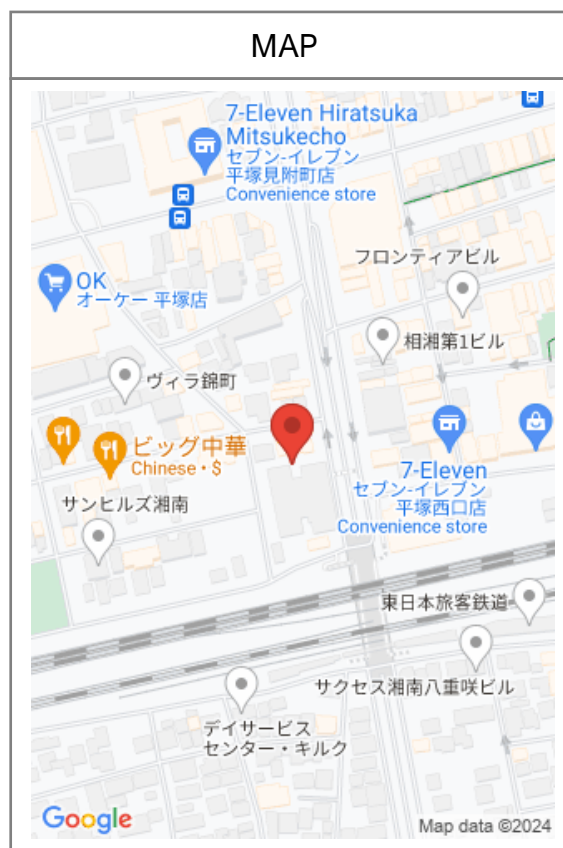 MAP
7-Eleven Hiratsuka
Mitsukecho
セブン-イレブン
平塚見附町店
Convenience store
フロンティアビル
OK
オーケー 平塚店
相湘第1ビル
ヴィラ錦町
ビッグ中華
Chinese・$
7-Eleven
セブン-イレブン
平塚西口店
Convenience store
サンヒルズ湘南
東日本旅客鉄道
サクセス湘南八重咲ビル
デイサービス
センター・キルク
Google
Map data ©2024